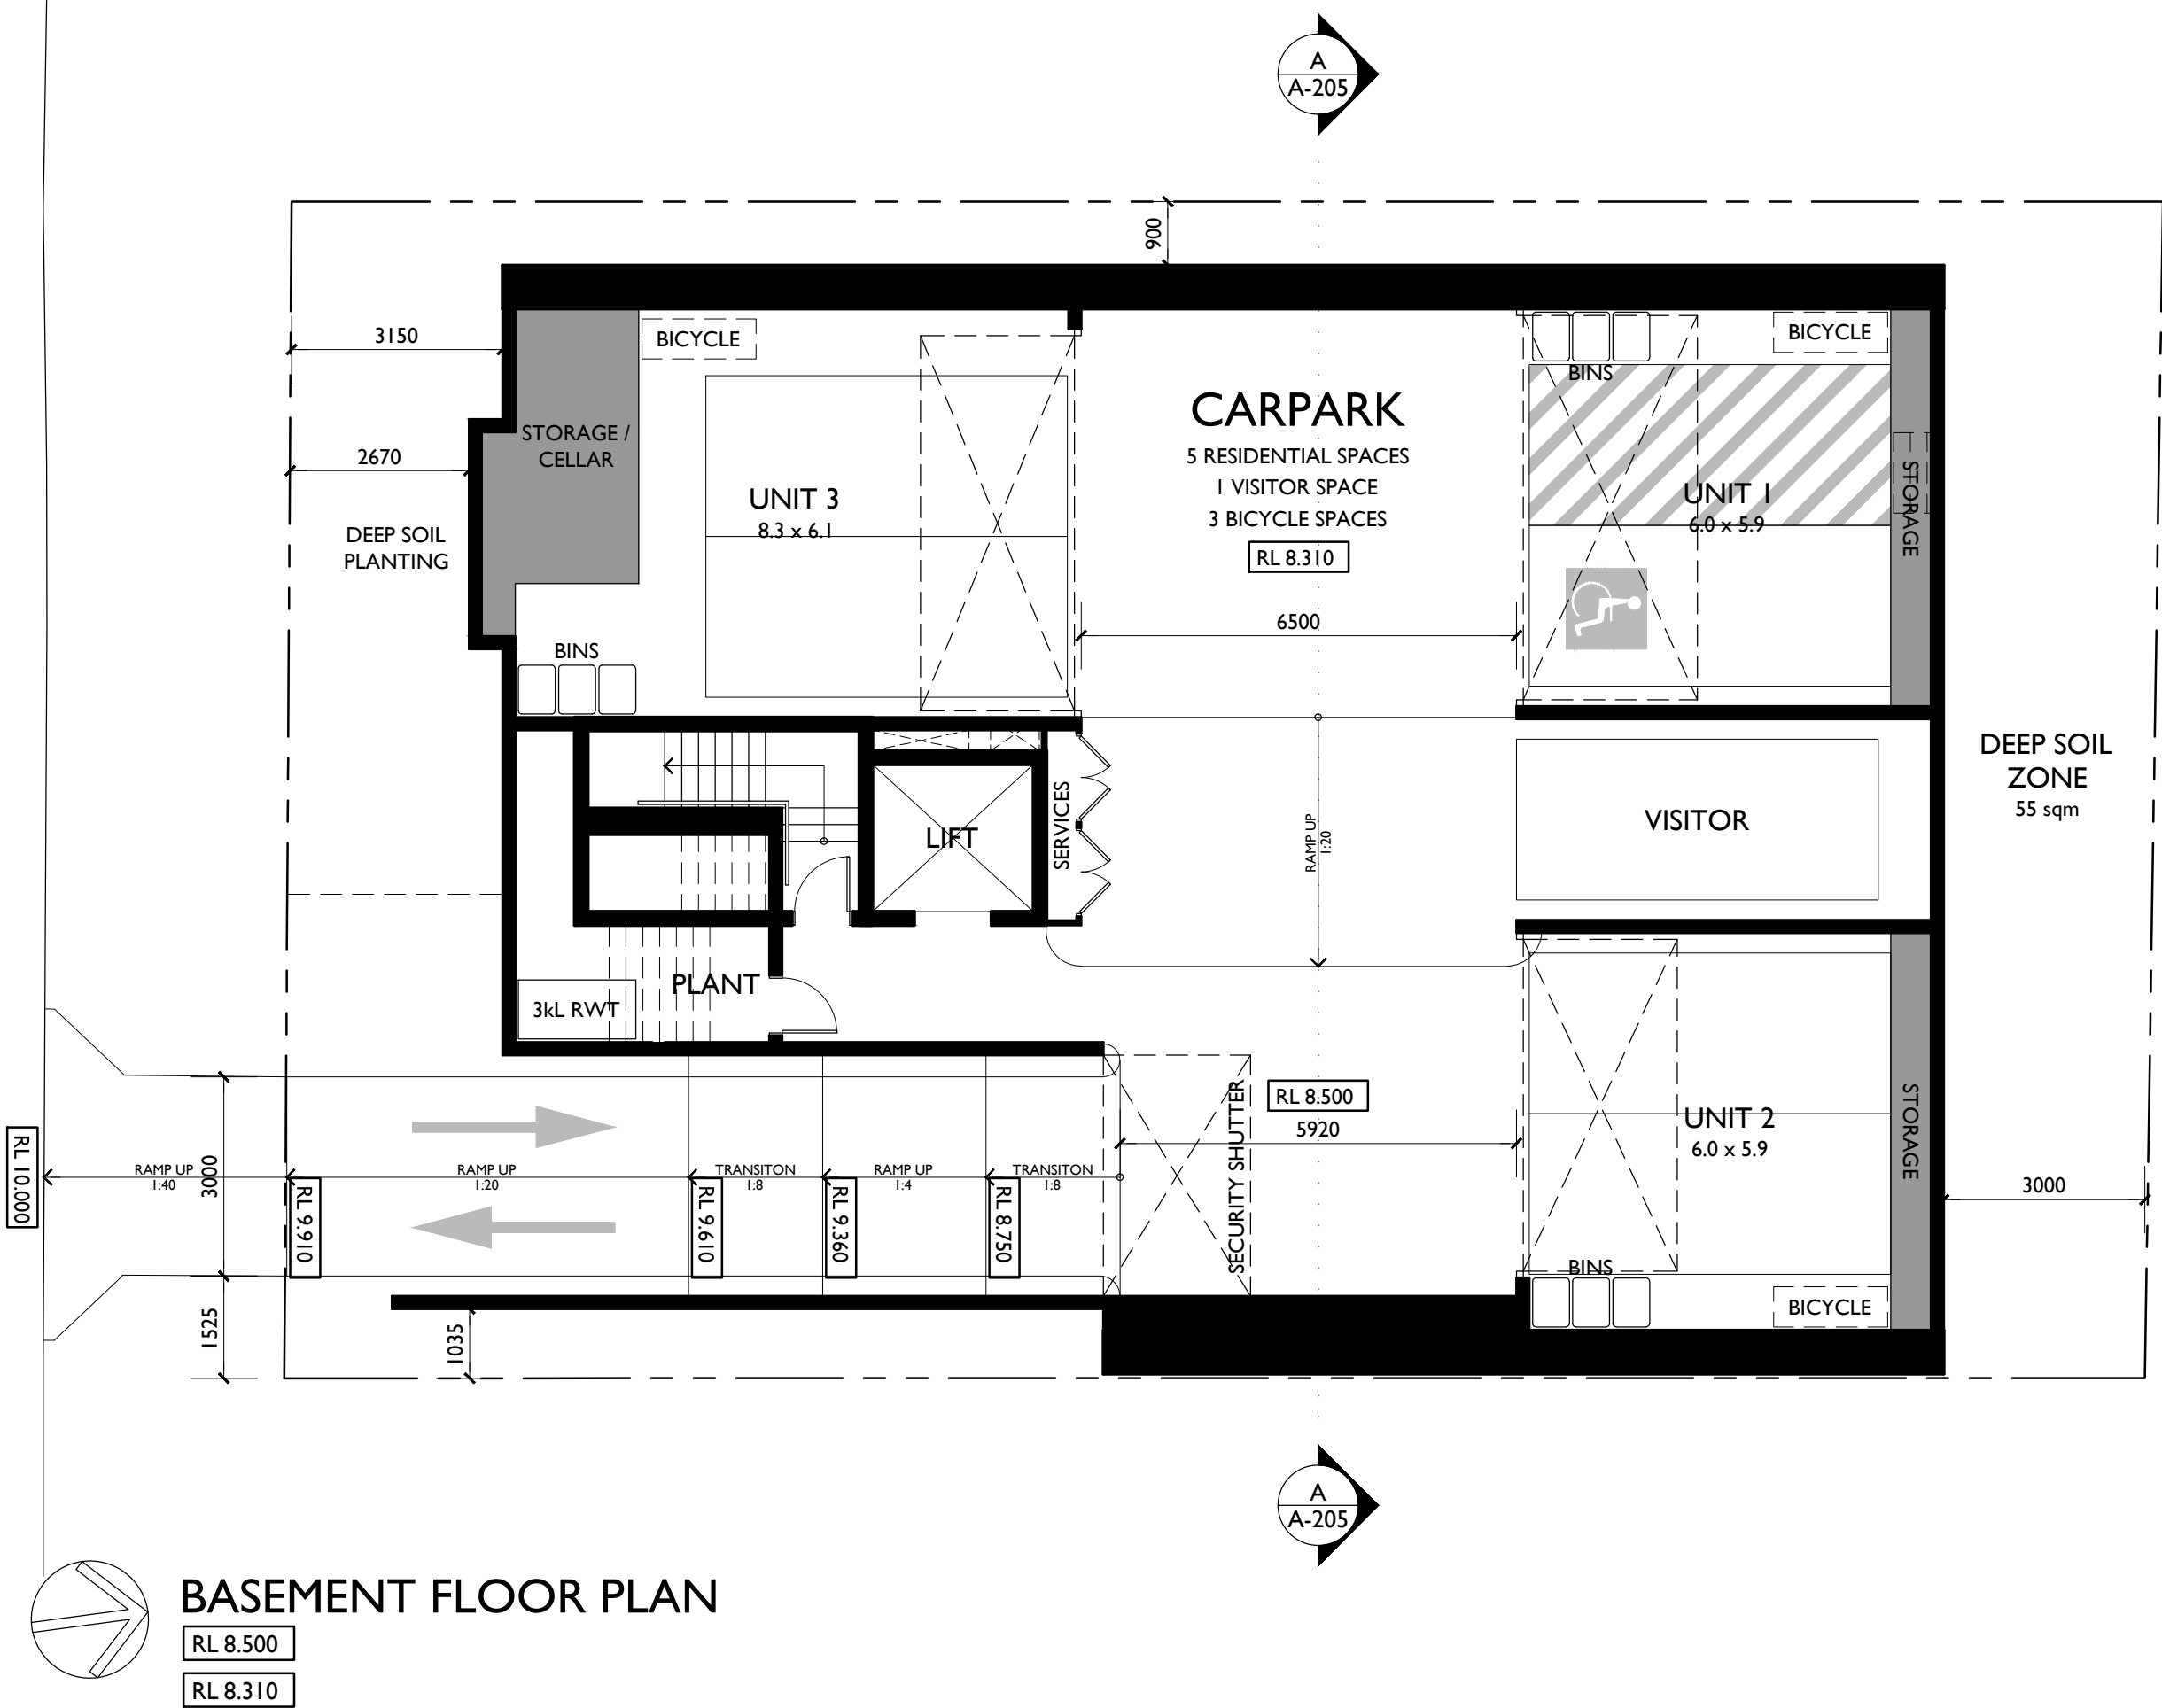 A
A-205
900
3150
BICYCLE
BICYCLE
BINS
CARPARK
5 RESIDENTIAL SPACES
1 VISITOR SPACE
3 BICYCLE SPACES
RL 8.310
STORAGE /
CELLAR
2670
UNIT 3
8.3 x 6.1
UNIT 1
6.0 x 5.9
STORAGE
DEEP SOIL
PLANTING
6500
BINS
DEEP SOIL
ZONE
55 sqm
SERVICES
LIFT
RAMP UP
1:20
VISITOR
PLANT
3kL RWT
SECURITY SHUTTER
RL 8.500
5920
UNIT 2
6.0 x 5.9
STORAGE
RL 10.000
RAMP UP
1:40
3000
RL 9.910
RAMP UP
1:20
RL 9.610
TRANSITON
1:8
RL 9.360
RAMP UP
1:4
RL 8.750
TRANSITON
1:8
3000
BINS
BICYCLE
1525
1035
A
A-205
BASEMENT FLOOR PLAN
RL 8.500
RL 8.310